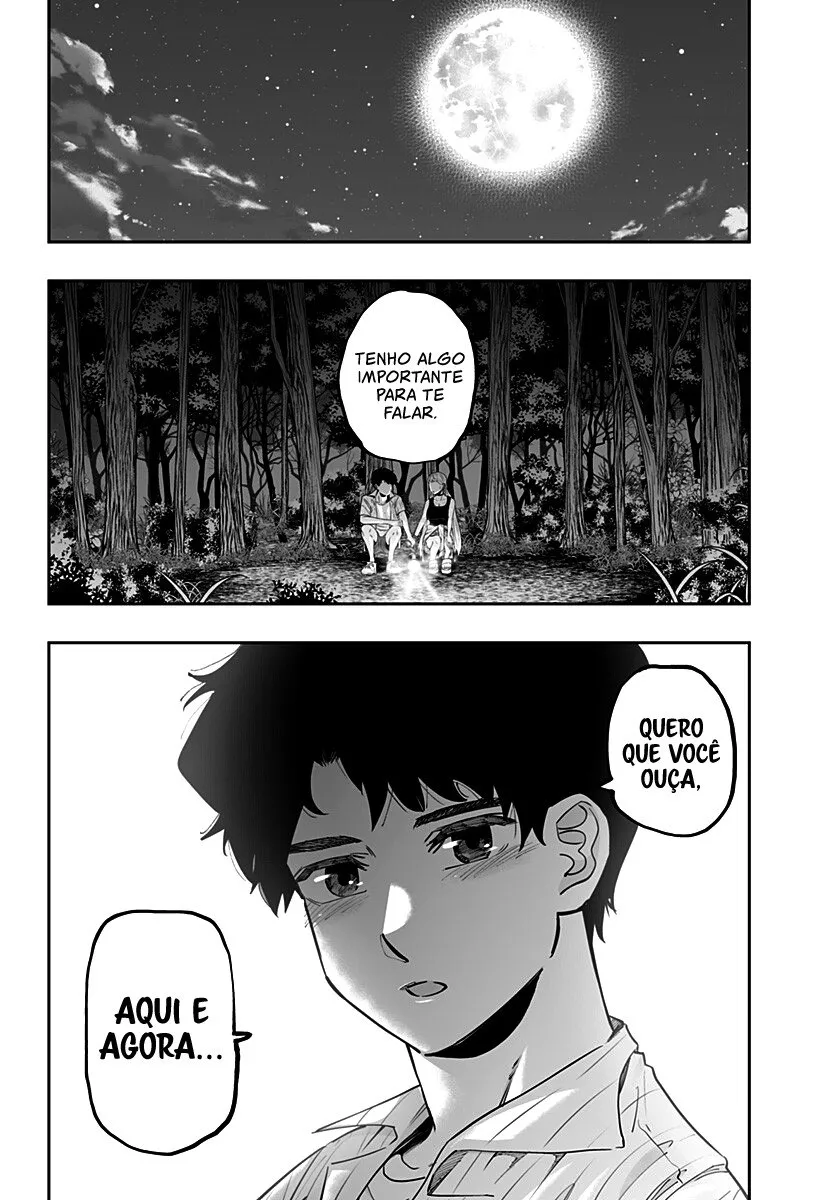 TENHO ALGO
IMPORTANTE
PARA TE
FALAR.
QUERO
QUE VOCÊ
OUÇA,
AQUI E
AGORA...